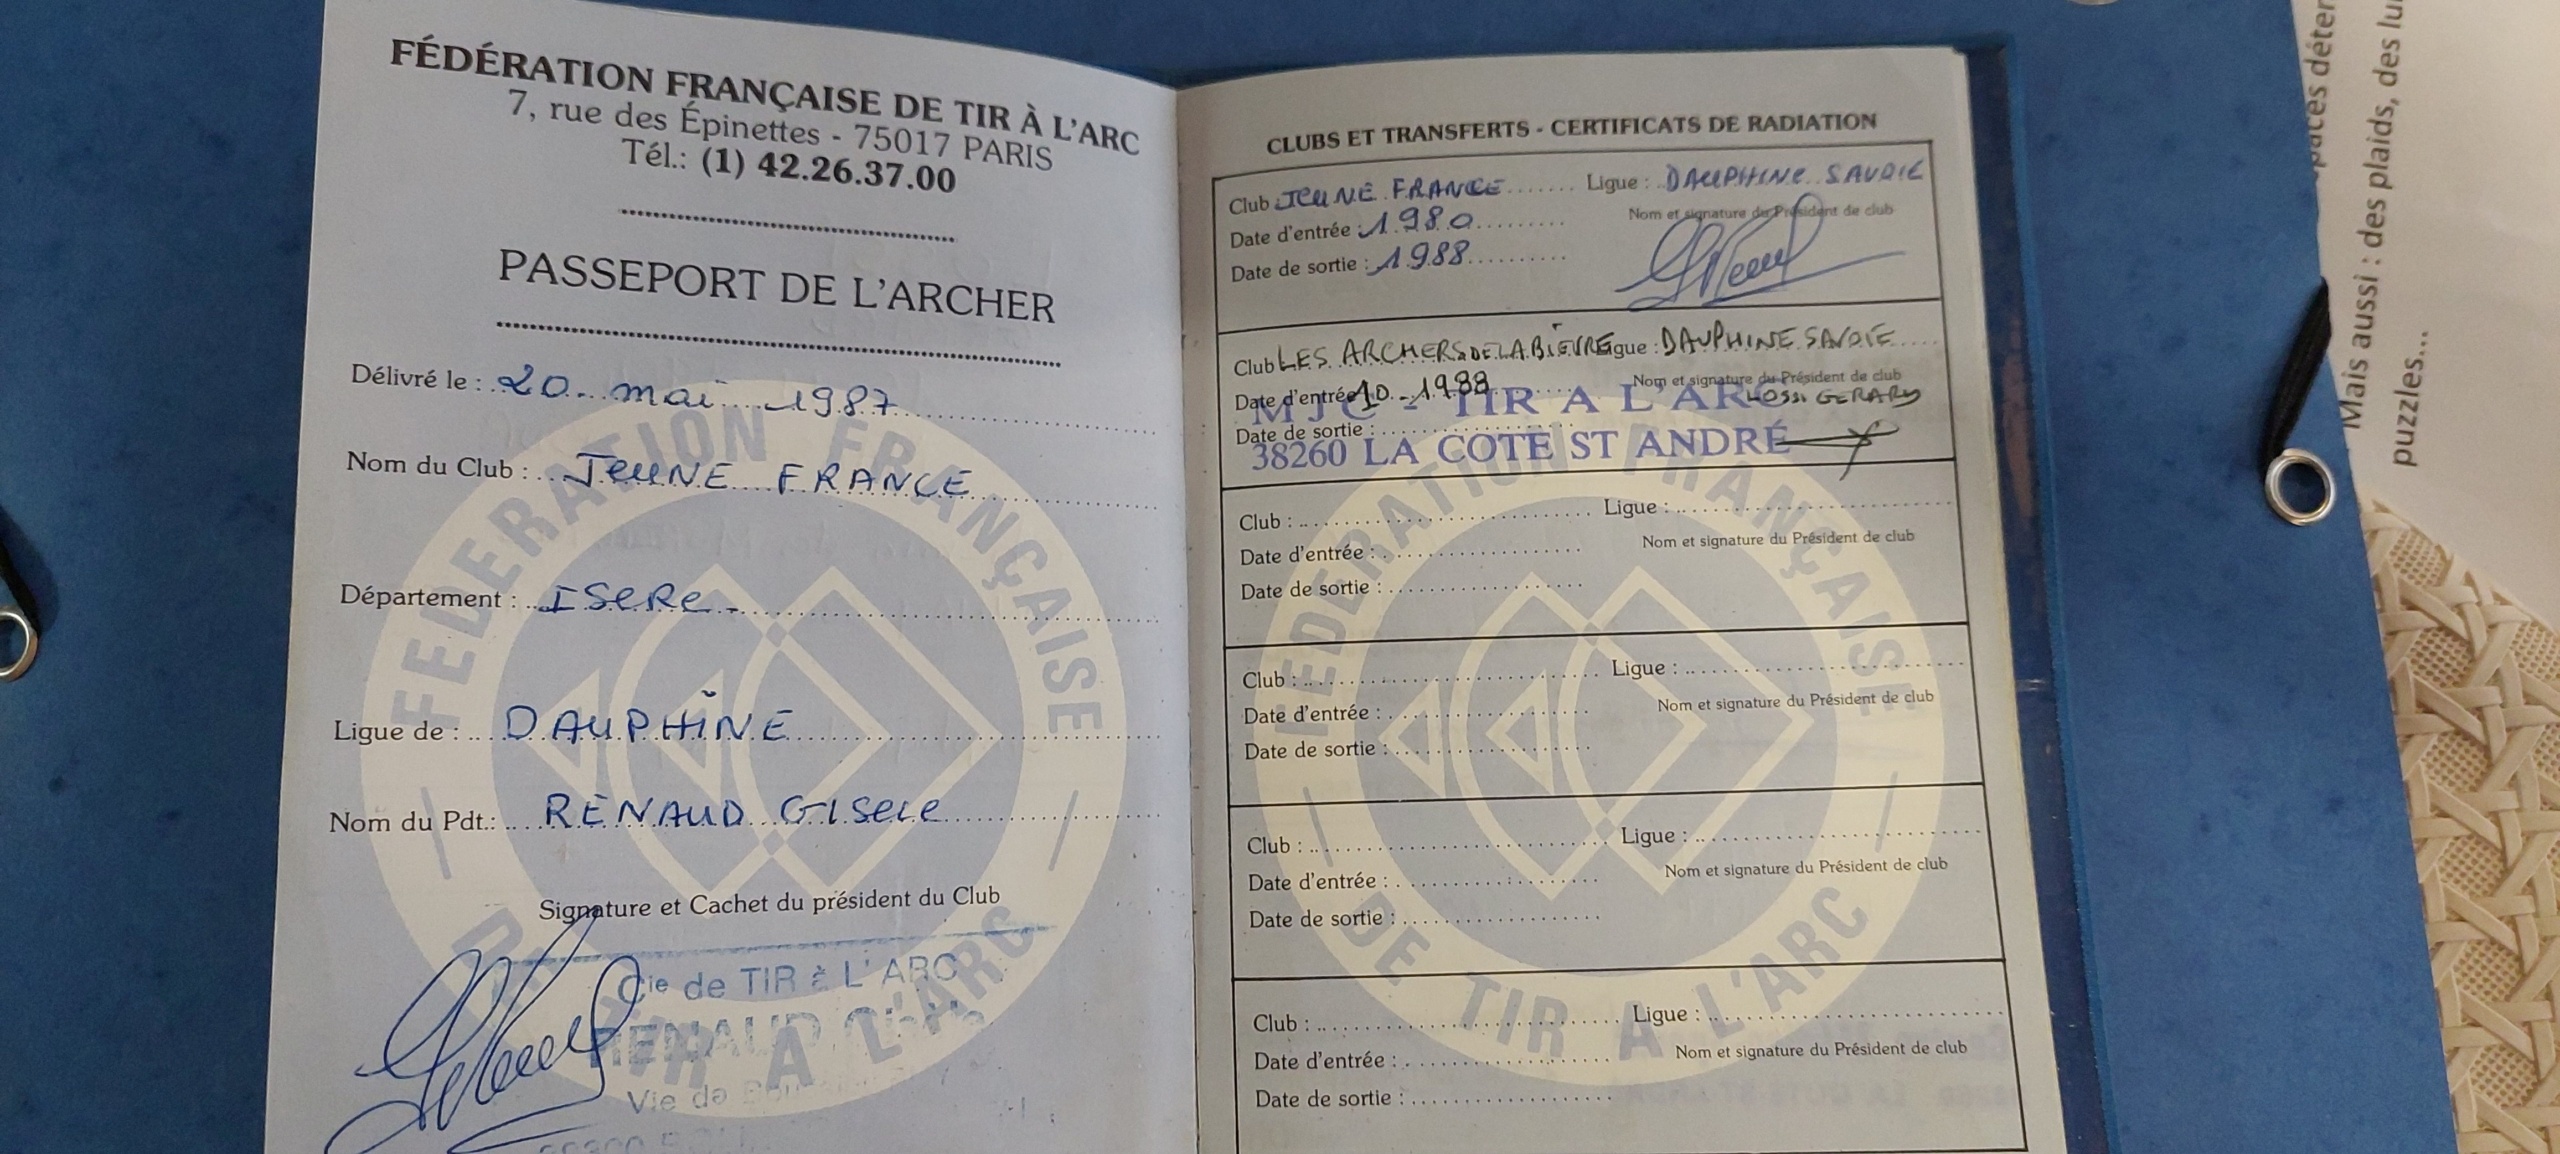 FÉDÉRATION FRANÇAISE DE TIR À L'ARC
7, rue des Épinettes - 75017 PARIS
Tél.: (1) 42.26.37.00
PASSEPORT DE L'ARCHER
Délivré le : 20 mai 1987
Nom du Club : JEUNE FRANCE
Département : ISERE
Ligue de : DAUPHINE
Nom du Pdt.: RENAUD GISELE
Signature et Cachet du président du Club
Cie de TIR à L'ARC
RENAUD
Vie de
FEDERATION FRANÇAISE
DE TIR A L'ARC
CLUBS ET TRANSFERTS - CERTIFICATS DE RADIATION
Club JEUNE FRANCE Ligue : DAUPHINE SAVOIE
Date d'entrée : 1980 Nom et signature du Président de club
Date de sortie : 1988
Club LES ARCHERS DE LA BIÈVRE Ligue : DAUPHINE SAVOIE
Date d'entrée 10-1988 Nom et signature du Président de club
MJC - TIR A L'ARC GERARD
Date de sortie :
38260 LA COTE ST ANDRÉ
Club : Ligue :
Date d'entrée : Nom et signature du Président de club
Date de sortie :
Club : Ligue :
Date d'entrée : Nom et signature du Président de club
Date de sortie :
Club : Ligue :
Date d'entrée : Nom et signature du Président de club
Date de sortie :
Club : Ligue :
Date d'entrée : Nom et signature du Président de club
Date de sortie :
FEDERATION FRANÇAISE
DE TIR A L'ARC
Mais aussi : des plaids, des
puzzles...